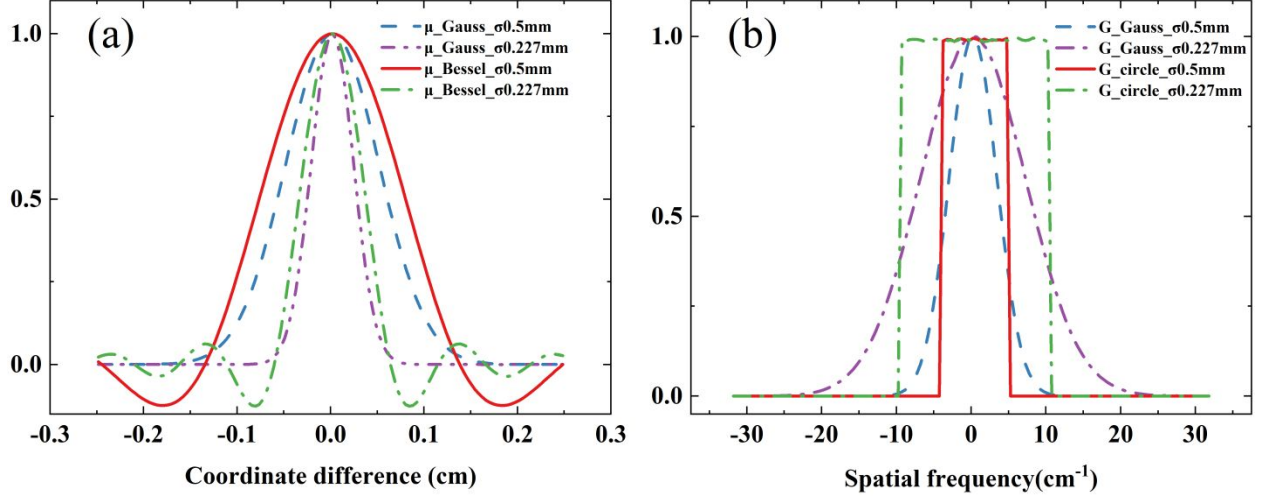 (a)
μ_Gauss_σ0.5mm
μ_Gauss_σ0.227mm
μ_Bessel_σ0.5mm
μ_Bessel_σ0.227mm
1.0
0.5
0.0
-0.3
-0.2
-0.1
0.0
0.1
0.2
0.3
Coordinate difference (cm)
(b)
G_Gauss_σ0.5mm
G_Gauss_σ0.227mm
G_circle_σ0.5mm
G_circle_σ0.227mm
1.0
0.5
0.0
-30
-20
-10
0
10
20
30
Spatial frequency(cm⁻¹)